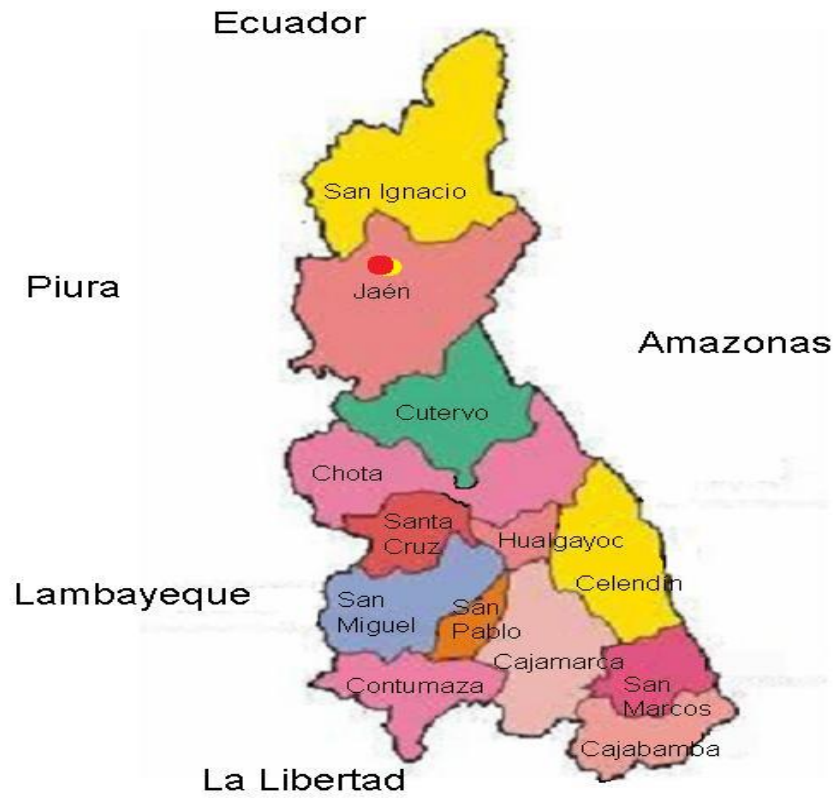 Ecuador
San Ignacio
Piura
Jaén
Amazonas
Cutervo
Chota
Santa
Cruz
Hualgayoc
Celendin
Lambayeque
San
Miguel
San
Pablo
Cajamarca
Contumaza
San
Marcos
Cajabamba
La Libertad